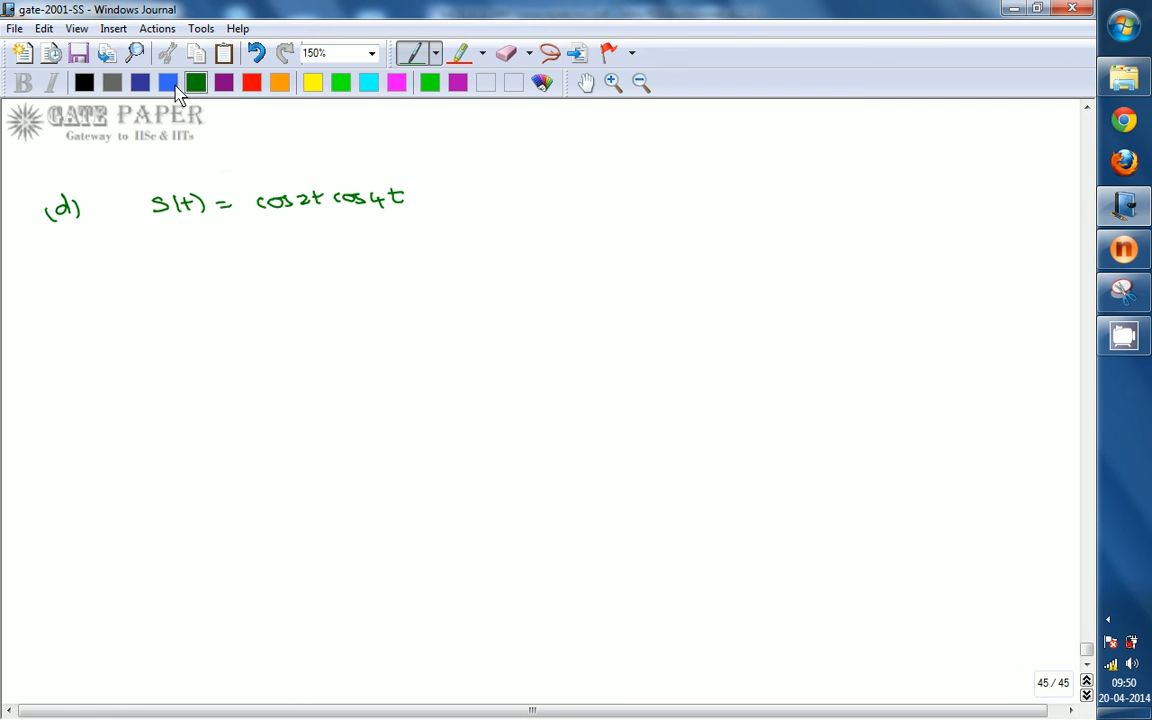 gate-2001-SS - Windows Journal
File Edit View Insert Actions Tools Help
150%
B I
GATE PAPER
Gateway to IISc & IITs
(d) S(t) = cos2t cos4t
45 / 45
09:50
20-04-2014